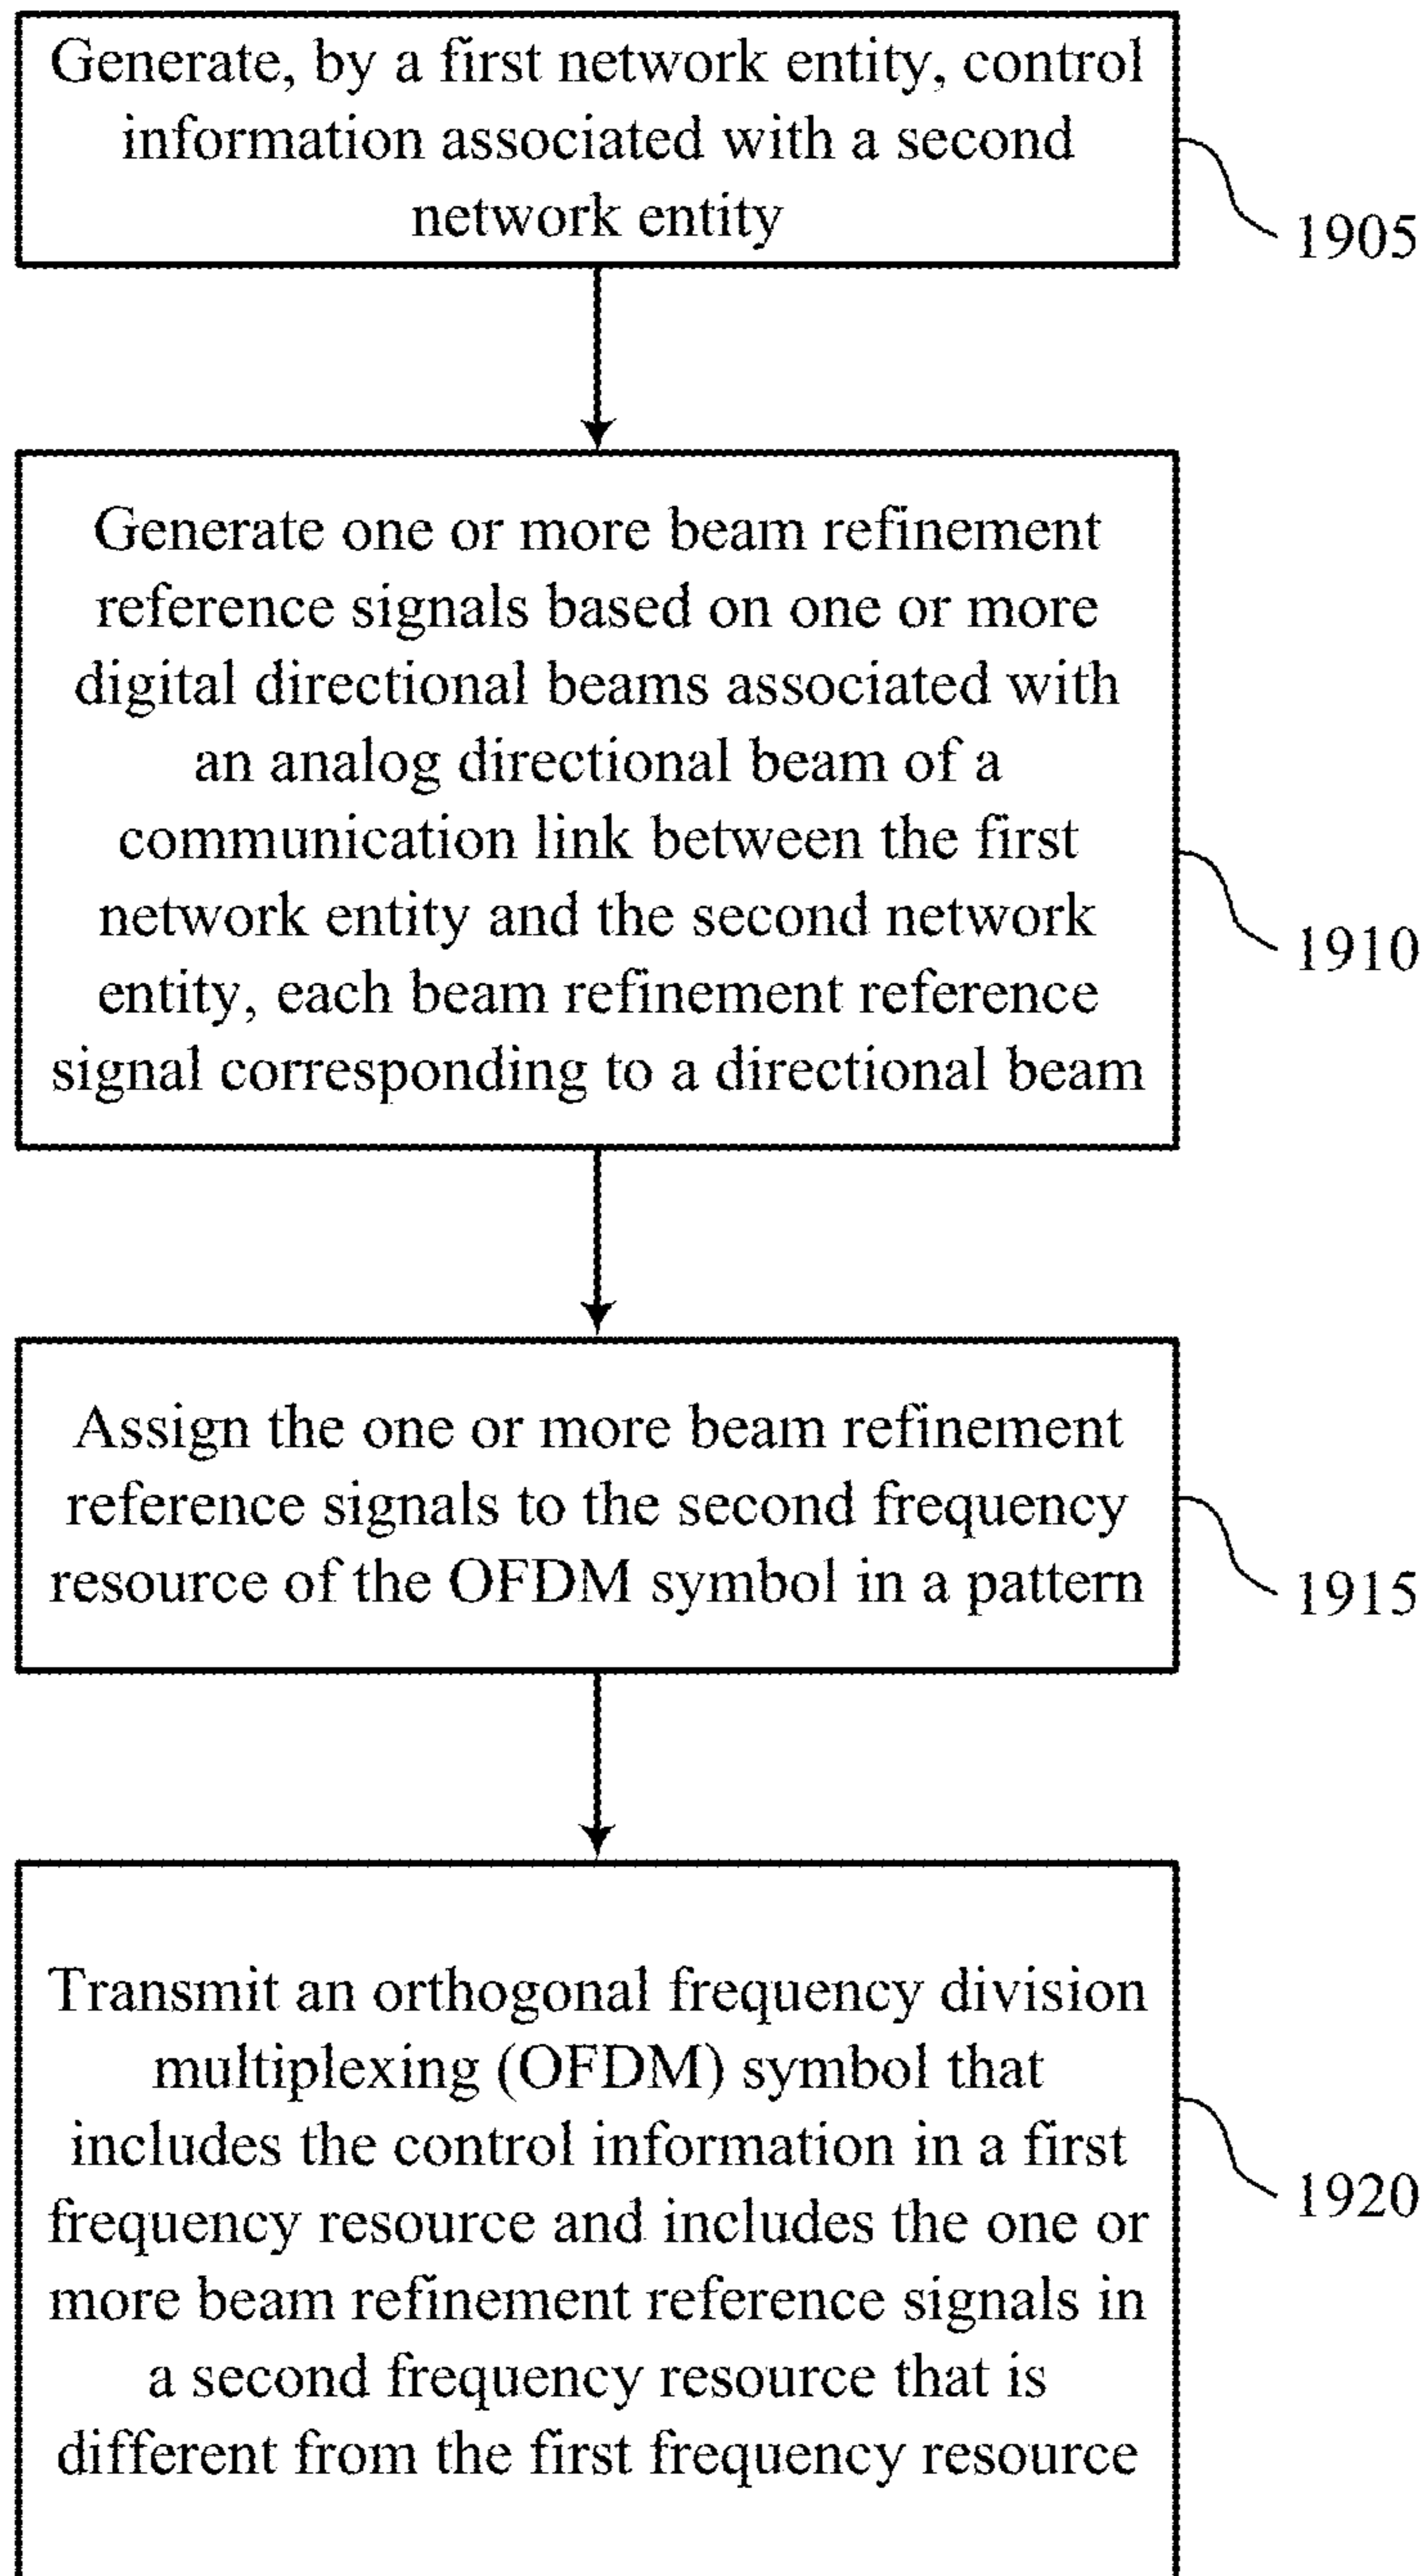 Generate, by a first network entity, control
information associated with a second
network entity
1905
Generate one or more beam refinement
reference signals based on one or more
digital directional beams associated with
an analog directional beam of a
communication link between the first
network entity and the second network
entity, each beam refinement reference
signal corresponding to a directional beam
1910
Assign the one or more beam refinement
reference signals to the second frequency
resource of the OFDM symbol in a pattern
1915
Transmit an orthogonal frequency division
multiplexing (OFDM) symbol that
includes the control information in a first
frequency resource and includes the one or
more beam refinement reference signals in
a second frequency resource that is
different from the first frequency resource
1920